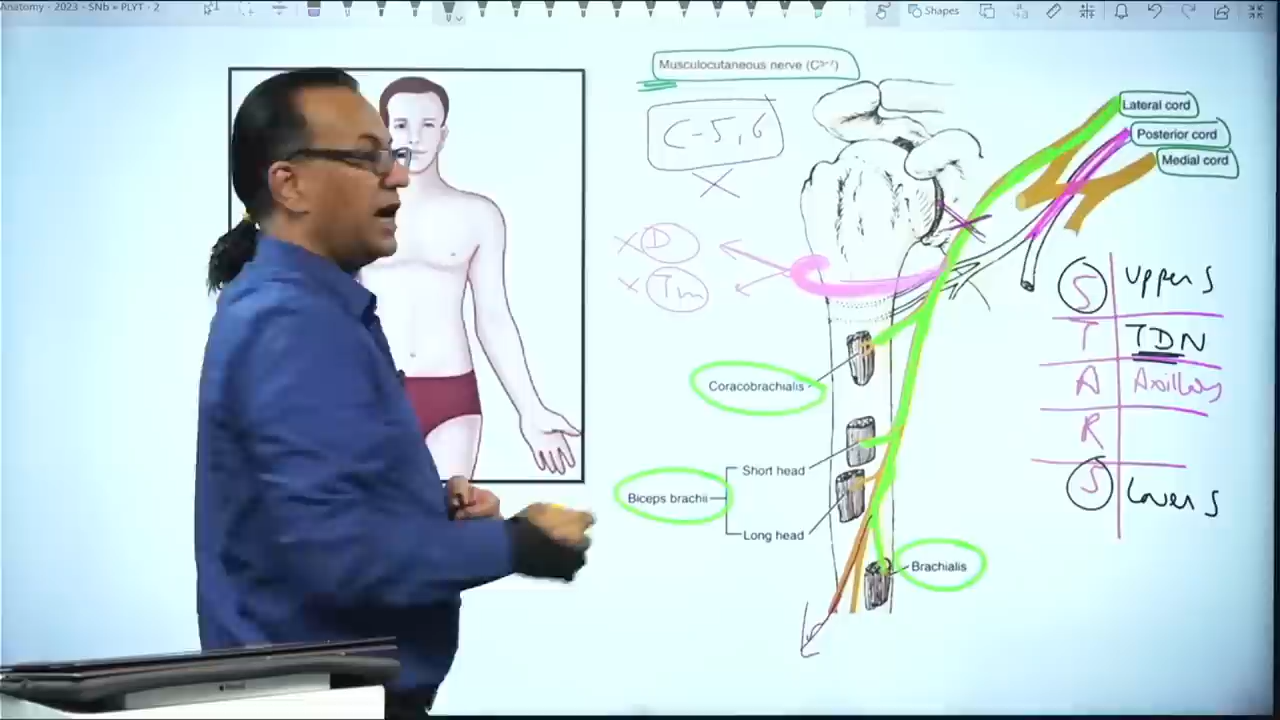 Anatomy - 2023 - SNb » PLYT - 2
Shapes
Musculocutaneous nerve
C-5,6
Lateral cord
Posterior cord
Medial cord
D
Tm
S Upper S
T TDN
A Axillary
R
S Lower S
Coracobrachialis
Short head
Biceps brachii
Long head
Brachialis